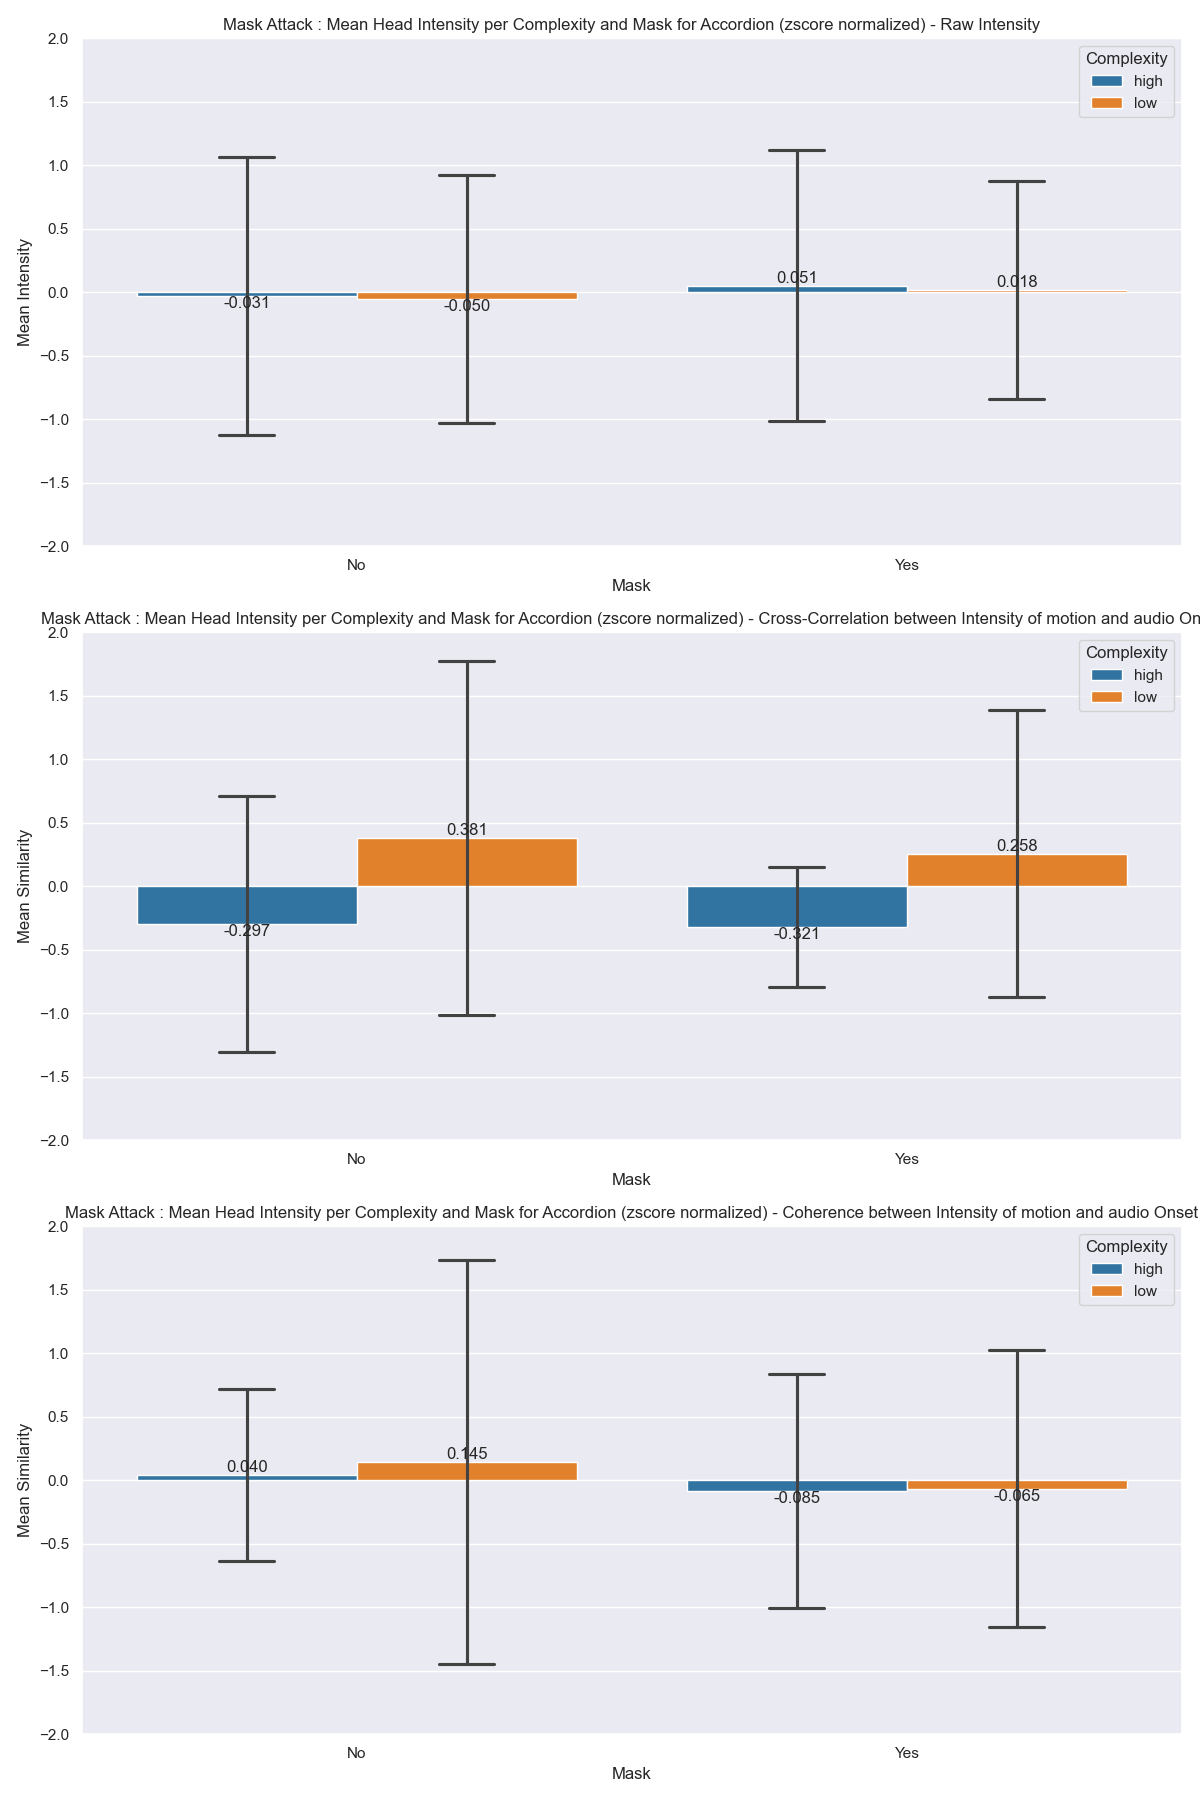 Mask Attack : Mean Head Intensity per Complexity and Mask for Accordion (zscore normalized) - Raw Intensity
2.0
1.5
1.0
0.5
0.0
−0.5
−1.0
−1.5
−2.0
Mean Intensity
Complexity
high
low
-0.031
-0.050
0.051
0.018
No
Yes
Mask
Mask Attack : Mean Head Intensity per Complexity and Mask for Accordion (zscore normalized) - Cross-Correlation between Intensity of motion and audio On
2.0
1.5
1.0
0.5
0.0
−0.5
−1.0
−1.5
−2.0
Mean Similarity
Complexity
high
low
-0.297
0.381
-0.321
0.258
No
Yes
Mask
Mask Attack : Mean Head Intensity per Complexity and Mask for Accordion (zscore normalized) - Coherence between Intensity of motion and audio Onset
2.0
1.5
1.0
0.5
0.0
−0.5
−1.0
−1.5
−2.0
Mean Similarity
Complexity
high
low
0.040
0.145
-0.085
-0.065
No
Yes
Mask